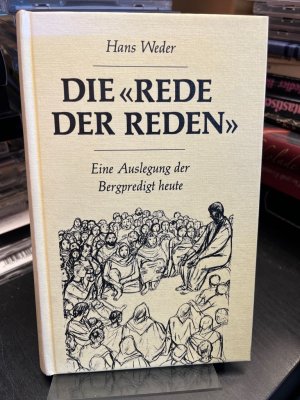 Hans Weder
DIE «REDE
DER REDEN»
Eine Auslegung der
Bergpredigt heute